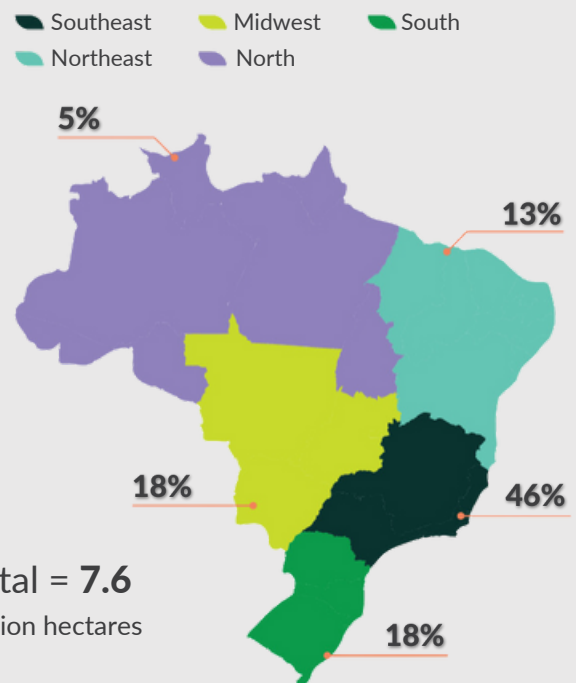 Southeast Midwest South
Northeast North
5%
13%
18%
46%
tal = 7.6
ion hectares
18%